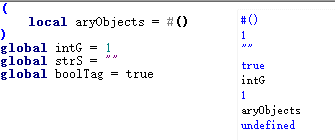 (
    local aryObjects = #()
)
global intG = 1
global strS = ""
global boolTag = true
#()
1
""
true
intG
1
aryObjects
undefined